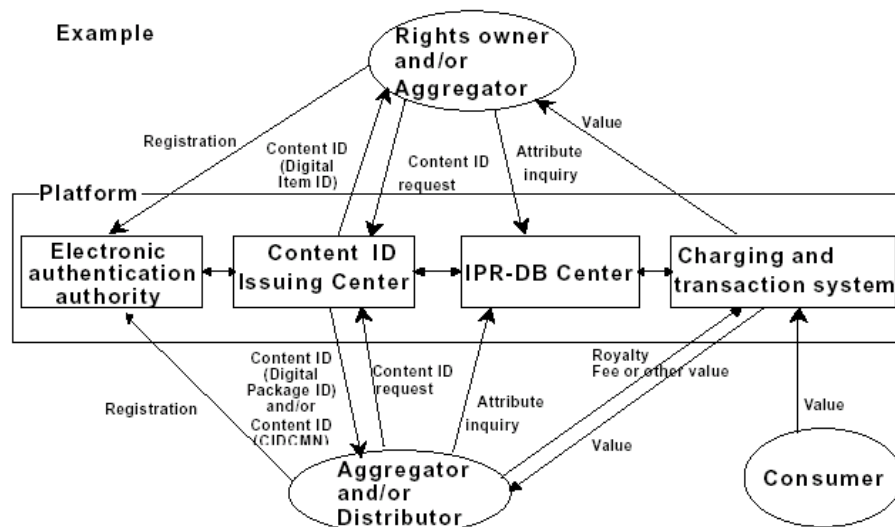 Example
Rights owner
and/or
Aggregator
Registration
Content ID
(Digital
Item ID)
Content ID
request
Attribute
inquiry
Value
Platform
Electronic
authentication
authority
Content ID
Issuing Center
IPR-DB Center
Charging and
transaction system
Content ID
(Digital
Package ID)
and/or
Content ID
(CIDCMN)
Content ID
request
Registration
Attribute
inquiry
Royalty
Fee or other value
Value
Value
Aggregator
and/or
Distributor
Consumer